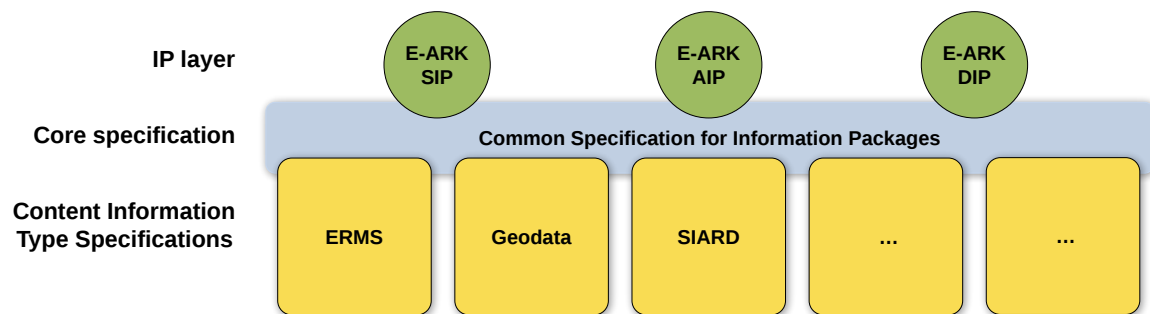 IP layer
E-ARK
SIP
E-ARK
AIP
E-ARK
DIP
Core specification
Common Specification for Information Packages
Content Information
Type Specifications
ERMS
Geodata
SIARD
...
...